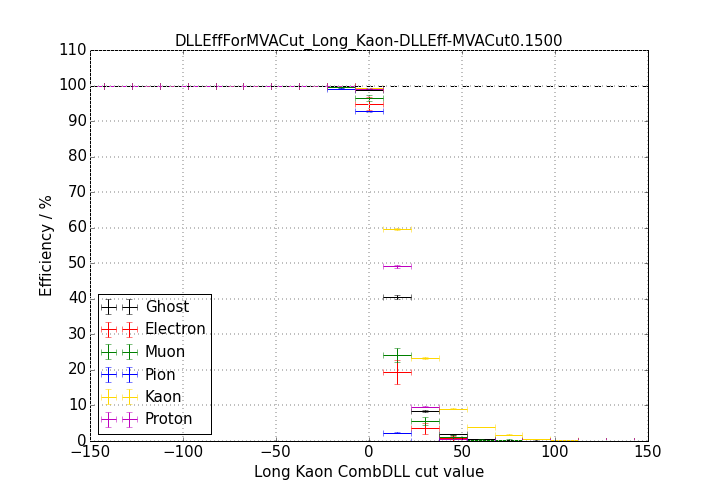 DLLEffForMVACut_Long_Kaon-DLLEff-MVACut0.1500
110
100
90
80
70
60
50
40
30
20
10
0
Efficiency / %
Ghost
Electron
Muon
Pion
Kaon
Proton
−150 −100 −50 0 50 100 150
Long Kaon CombDLL cut value